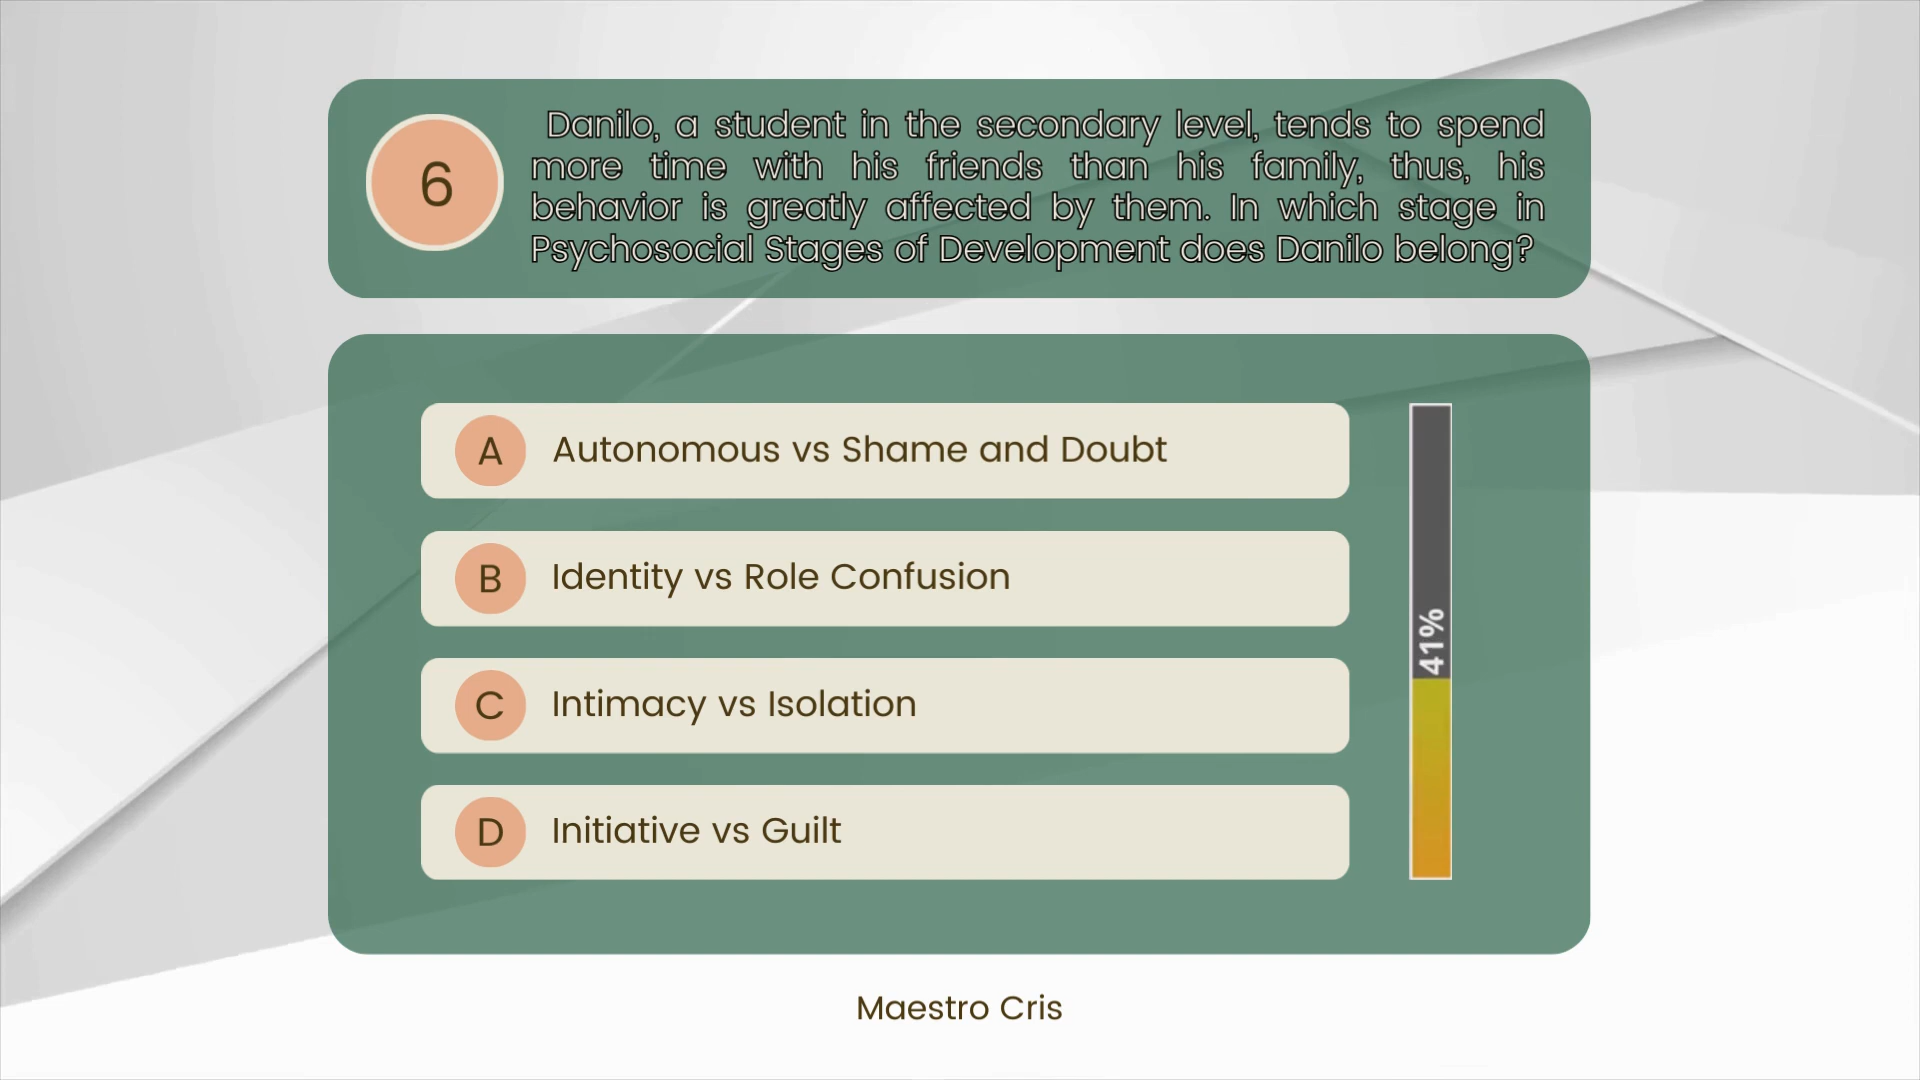 6
Danilo, a student in the secondary level, tends to spend
more time with his friends than his family, thus, his
behavior is greatly affected by them. In which stage in
Psychosocial Stages of Development does Danilo belong?
A Autonomous vs Shame and Doubt
B Identity vs Role Confusion
C Intimacy vs Isolation
D Initiative vs Guilt
41%
Maestro Cris